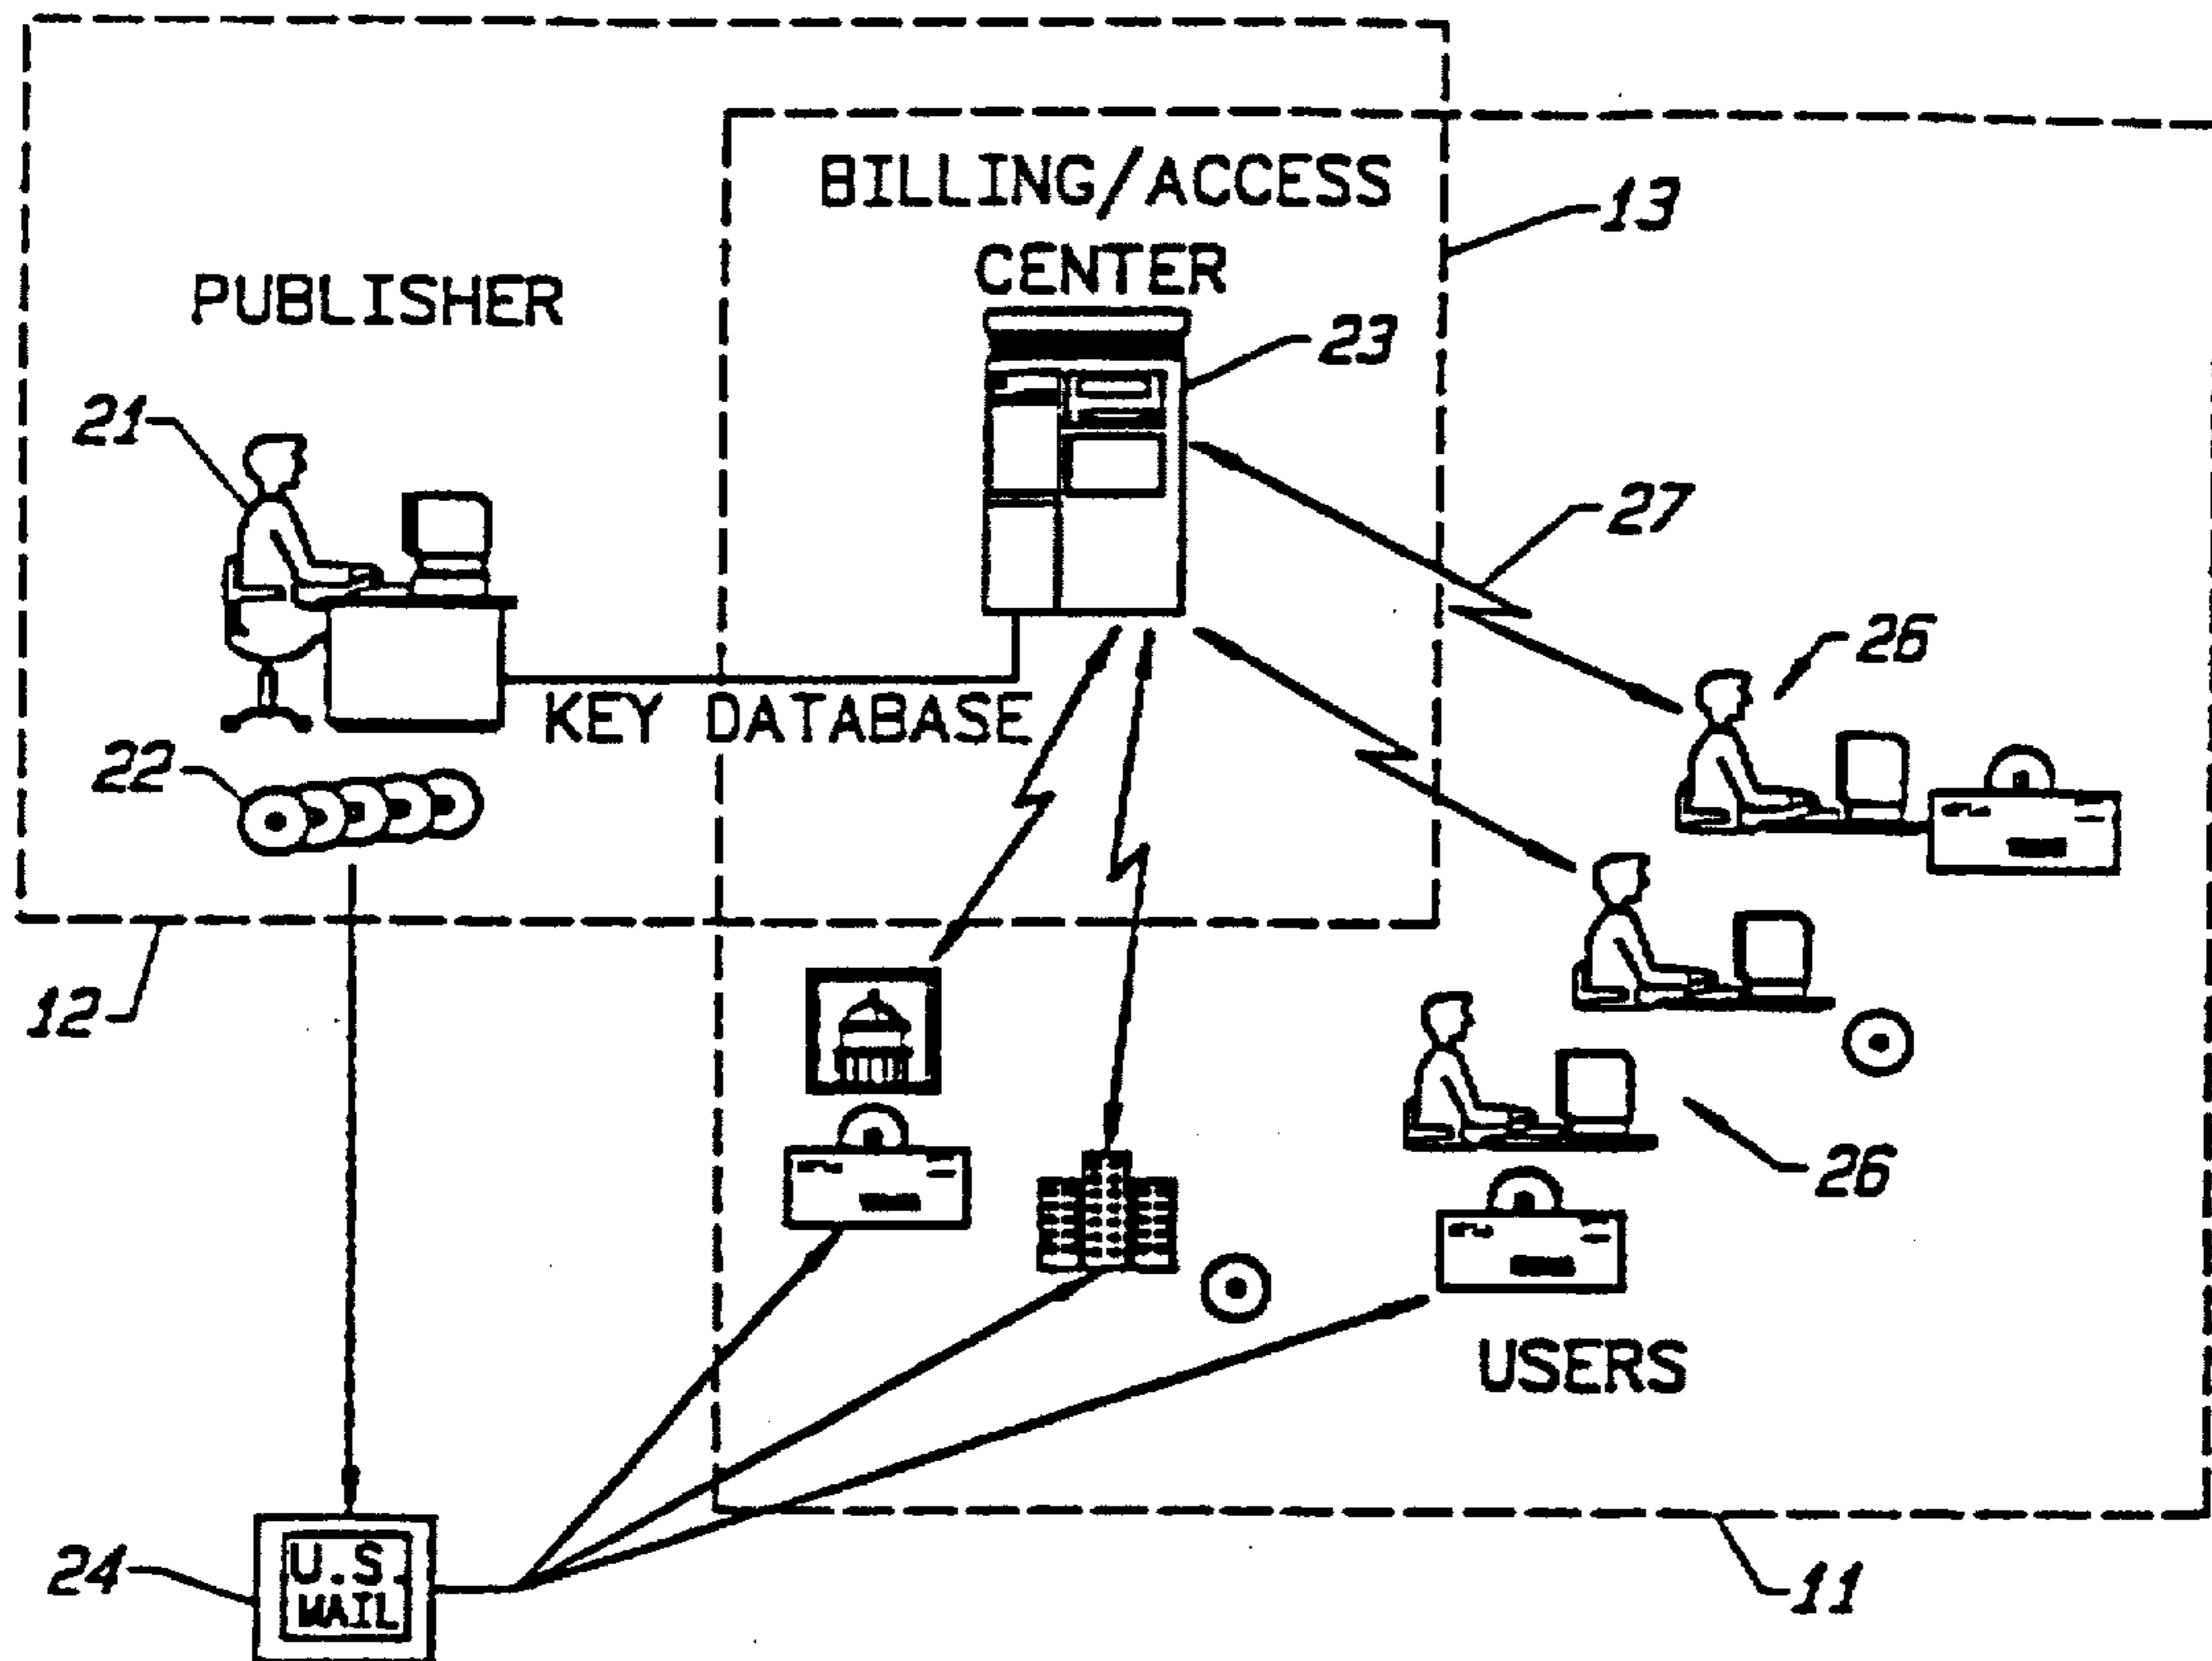 BILLING/ACCESS
CENTER
13
PUBLISHER
23
21
27
26
KEY DATABASE
22
12
26
USERS
24
U.S.
MAIL
11